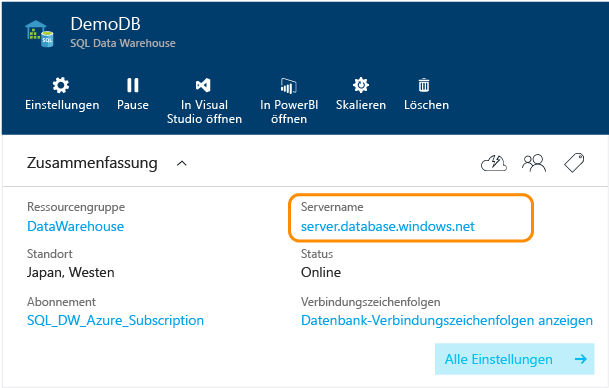 DemoDB
SQL
SQL Data Warehouse
Einstellungen
Pause
In Visual
Studio öffnen
In PowerBI
öffnen
Skalieren
Löschen
Zusammenfassung
Ressourcengruppe
DataWarehouse
Servername
server.database.windows.net
Standort
Japan, Westen
Status
Online
Abonnement
SQL_DW_Azure_Subscription
Verbindungszeichenfolgen
Datenbank-Verbindungszeichenfolgen anzeigen
Alle Einstellungen